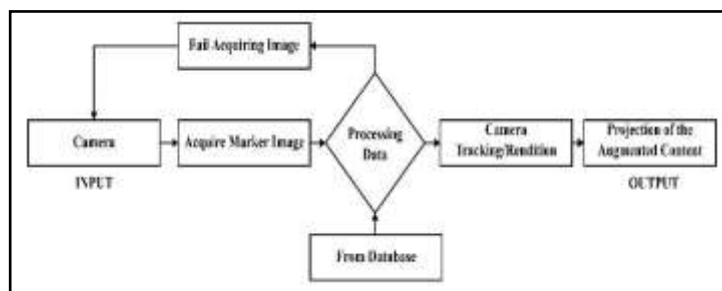 Fail Acquiring Image
Camera
Acquire Marker Image
Processing
Data
Camera
Tracking/Rendition
Projection of the
Augmented Content
INPUT
OUTPUT
From Database